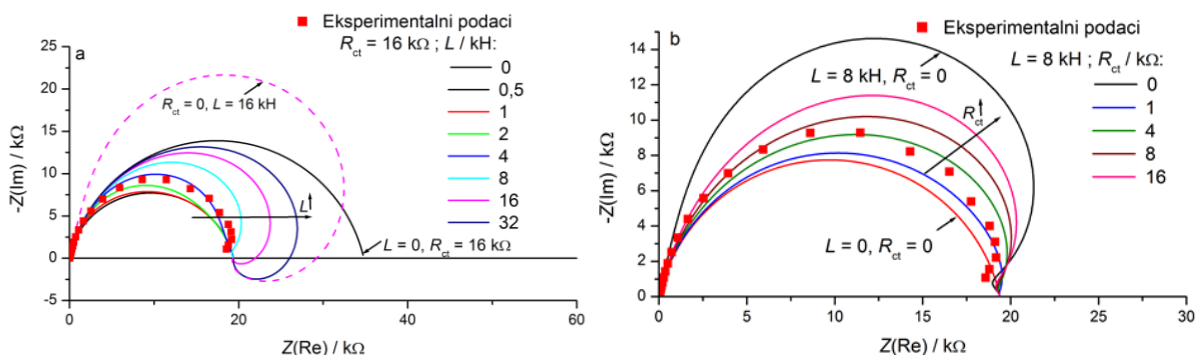 Eksperimentalni podaci
a
Rct = 16 kΩ ; L / kH:
0
0,5
1
2
4
8
16
32
Rct = 0, L = 16 kH
L
L = 0, Rct = 16 kΩ
-Z(Im) / kΩ
25
20
15
10
5
0
-5
0 20 40 60
Z(Re) / kΩ
Eksperimentalni podaci
b
L = 8 kH ; Rct / kΩ:
0
1
4
8
16
L = 8 kH, Rct = 0
Rct
L = 0, Rct = 0
-Z(Im) / kΩ
14
12
10
8
6
4
2
0
0 5 10 15 20 25 30
Z(Re) / kΩ